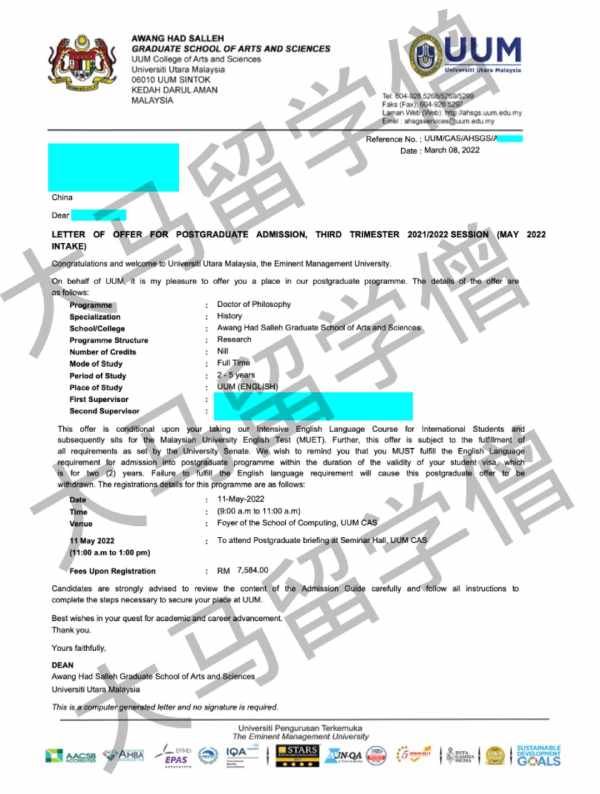 AWANG HAD SALLEH
GRADUATE SCHOOL OF ARTS AND SCIENCES
UUM College of Arts and Sciences
Universiti Utara Malaysia
06010 UUM SINTOK
KEDAH DARUL AMAN
MALAYSIA
UUM
Universiti Utara Malaysia
Tel: 604-928 5266/5269/5299
Faks (Fax): 604-928 5297
Laman Web (Web): http://ahsgs.uum.edu.my
Emel : ahsgsservices@uum.edu.my
Reference No. : UUM/CAS/AHSGS/A
Date : March 08, 2022
China
Dear
LETTER OF OFFER FOR POSTGRADUATE ADMISSION, THIRD TRIMESTER 2021/2022 SESSION (MAY 2022
INTAKE)
Congratulations and welcome to Universiti Utara Malaysia, the Eminent Management University.
On behalf of UUM, it is my pleasure to offer you a place in our postgraduate programme. The details of the offer are
as follows:
Programme : Doctor of Philosophy
Specialization : History
School/College : Awang Had Salleh Graduate School of Arts and Sciences
Programme Structure : Research
Number of Credits : Nill
Mode of Study : Full Time
Period of Study : 2 - 5 years
Place of Study : UUM (ENGLISH)
First Supervisor :
Second Supervisor :
This offer is conditional upon your taking our Intensive English Language Course for International Students and
subsequently sits for the Malaysian University English Test (MUET). Further, this offer is subject to the fulfillment of
all requirements as set by the University Senate. We wish to remind you that you MUST fulfill the English Language
requirement for admission into postgraduate programme within the duration of the validity of your student visa, which
is for two (2) years. Failure to fulfill the English language requirement will cause this postgraduate offer to be
withdrawn. The registrations details for this programme are as follows:
Date : 11-May-2022
Time : (9:00 a.m to 11:00 a.m)
Venue : Foyer of the School of Computing, UUM CAS
11 May 2022 : To attend Postgraduate briefing at Seminar Hall, UUM CAS
(11:00 a.m to 1:00 pm)
Fees Upon Registration : RM 7,584.00
Candidates are strongly advised to review the content of the Admission Guide carefully and follow all instructions to
complete the steps necessary to secure your place at UUM.
Best wishes in your quest for academic and career advancement.
Thank you.
Yours faithfully,
DEAN
Awang Had Salleh Graduate School of Arts and Sciences
Universiti Utara Malaysia
This is a computer generated letter and no signature is required.
Universiti Pengurusan Terkemuka
The Eminent Management University
AACSB
ACCREDITED
AMBA
EFMD
EPAS
IQA
STARS
UN-QA
SUSTAINABLE
DEVELOPMENT
GOALS
大马留学僧
大马留学僧
大马留学僧